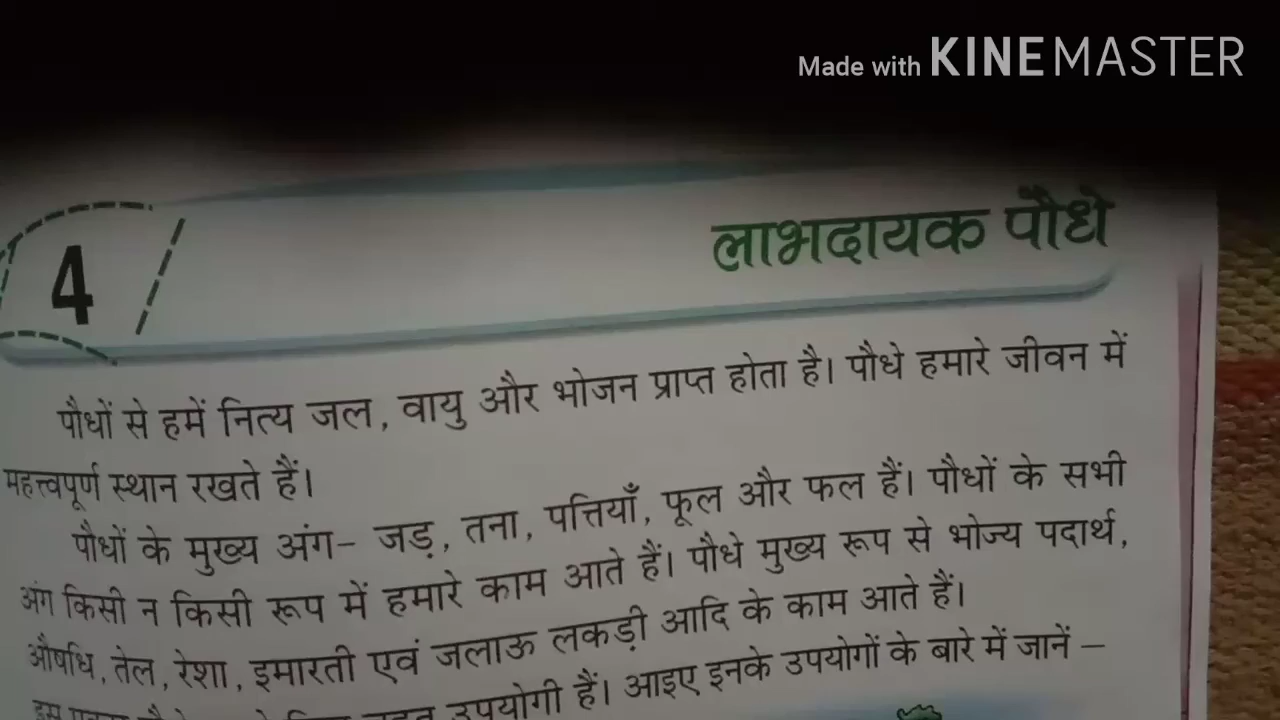 Made with KINEMASTER
4
लाभदायक पौधे
पौधों से हमें नित्य जल, वायु और भोजन प्राप्त होता है। पौधे हमारे जीवन में
महत्त्वपूर्ण स्थान रखते हैं।
पौधों के मुख्य अंग- जड़, तना, पत्तियाँ, फूल और फल हैं। पौधों के सभी
अंग किसी न किसी रूप में हमारे काम आते हैं। पौधे मुख्य रूप से भोज्य पदार्थ,
औषधि, तेल, रेशा, इमारती एवं जलाऊ लकड़ी आदि के काम आते हैं।
उपयोगी हैं। आइए इनके उपयोगों के बारे में जानें –